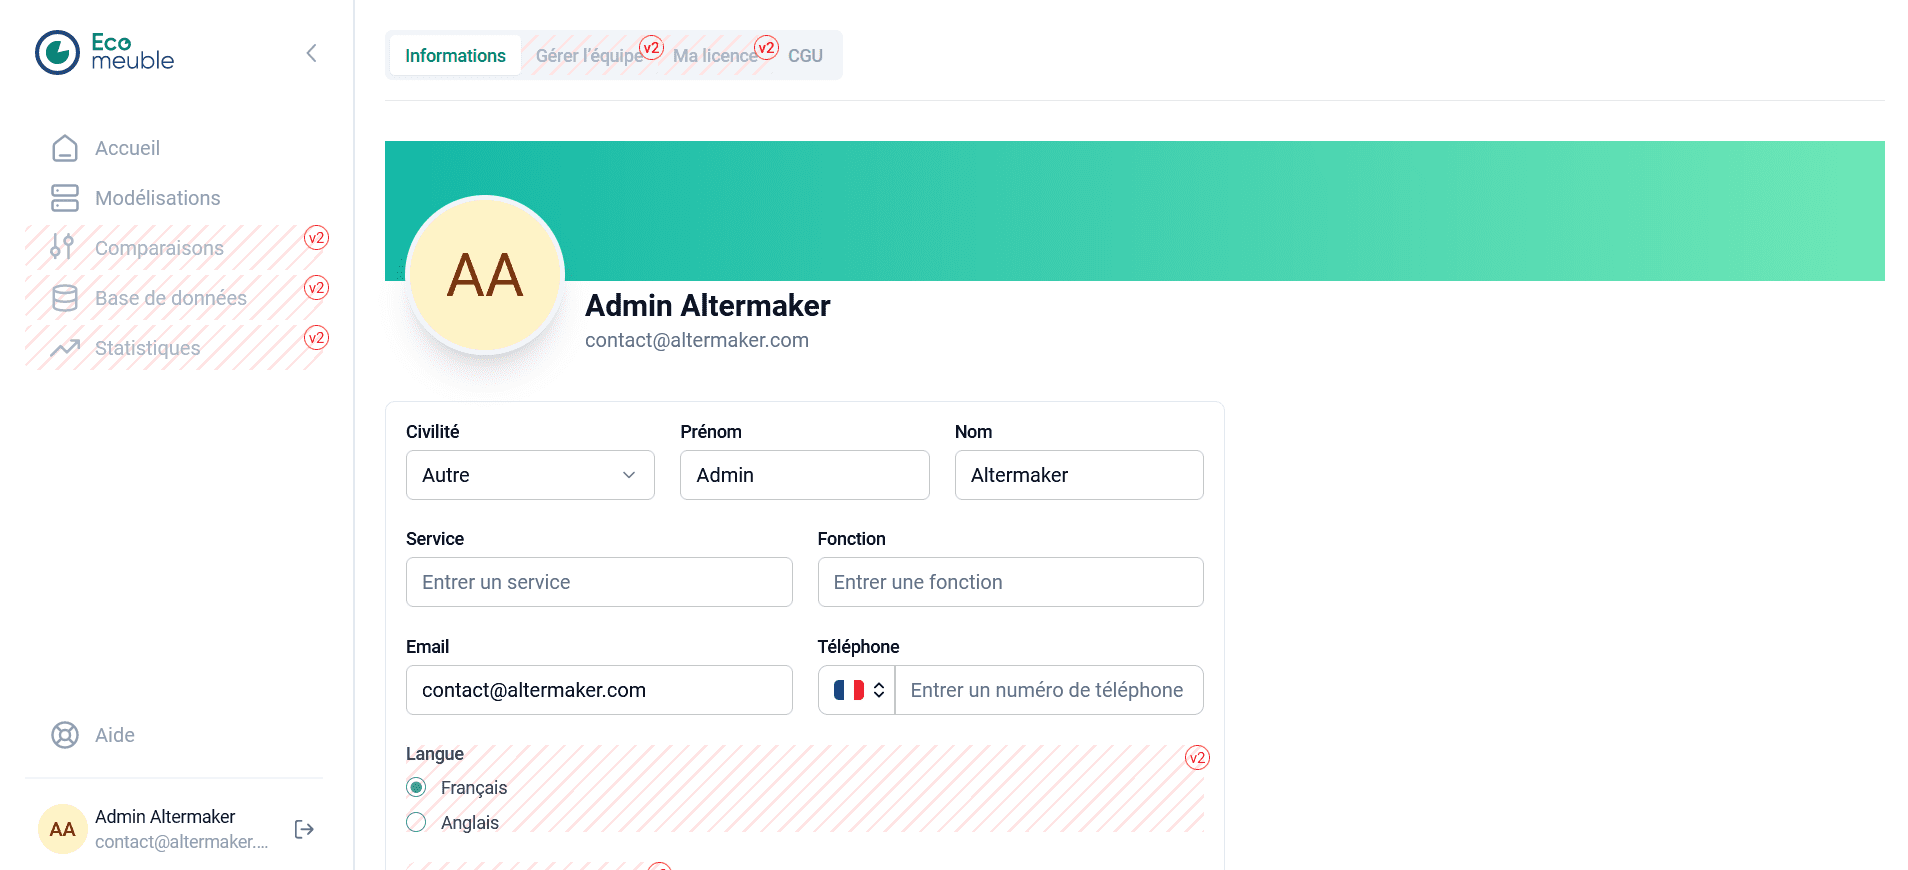 Eco
meuble
Accueil
Modélisations
Comparaisons v2
Base de données v2
Statistiques v2
Aide
AA
Admin Altermaker
contact@altermaker....
Informations Gérer l'équipe v2 Ma licence v2 CGU
AA
Admin Altermaker
contact@altermaker.com
Civilité Prénom Nom
Autre Admin Altermaker
Service Fonction
Entrer un service Entrer une fonction
Email Téléphone
contact@altermaker.com Entrer un numéro de téléphone
Langue v2
Français
Anglais